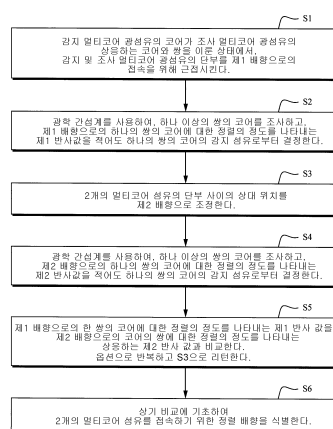 S1
감지 멀티코어 광섬유의 코어가 조사 멀티코어 광섬유의
상응하는 코어와 쌍을 이룬 상태에서,
감지 및 조사 멀티코어 광섬유의 단부를 제1 배향으로의
접속을 위해 근접시킨다.
S2
광학 간섭계를 사용하여, 하나 이상의 쌍의 코어를 조사하고,
제1 배향으로의 하나의 쌍의 코어에 대한 정렬의 정도를 나타내는
제1 반사값을 적어도 하나의 쌍의 코어의 감지 섬유로부터 결정한다.
S3
2개의 멀티코어 섬유의 단부 사이의 상대 위치를
제2 배향으로 조정한다.
S4
광학 간섭계를 사용하여, 하나 이상의 쌍의 코어를 조사하고,
제2 배향으로의 하나의 쌍의 코어에 대한 정렬의 정도를 나타내는
제2 반사값을 적어도 하나의 쌍의 코어의 감지 섬유로부터 결정한다.
S5
제1 배향으로의 한 쌍의 코어에 대한 정렬의 정도를 나타내는 제1 반사 값을
제2 배향으로의 코어의 쌍에 대한 정렬의 정도를 나타내는
상응하는 제2 반사 값과 비교한다.
옵션으로 반복하고 S3으로 리턴한다.
S6
상기 비교에 기초하여
2개의 멀티코어 섬유를 접속하기 위한 정렬 배향을 식별한다.